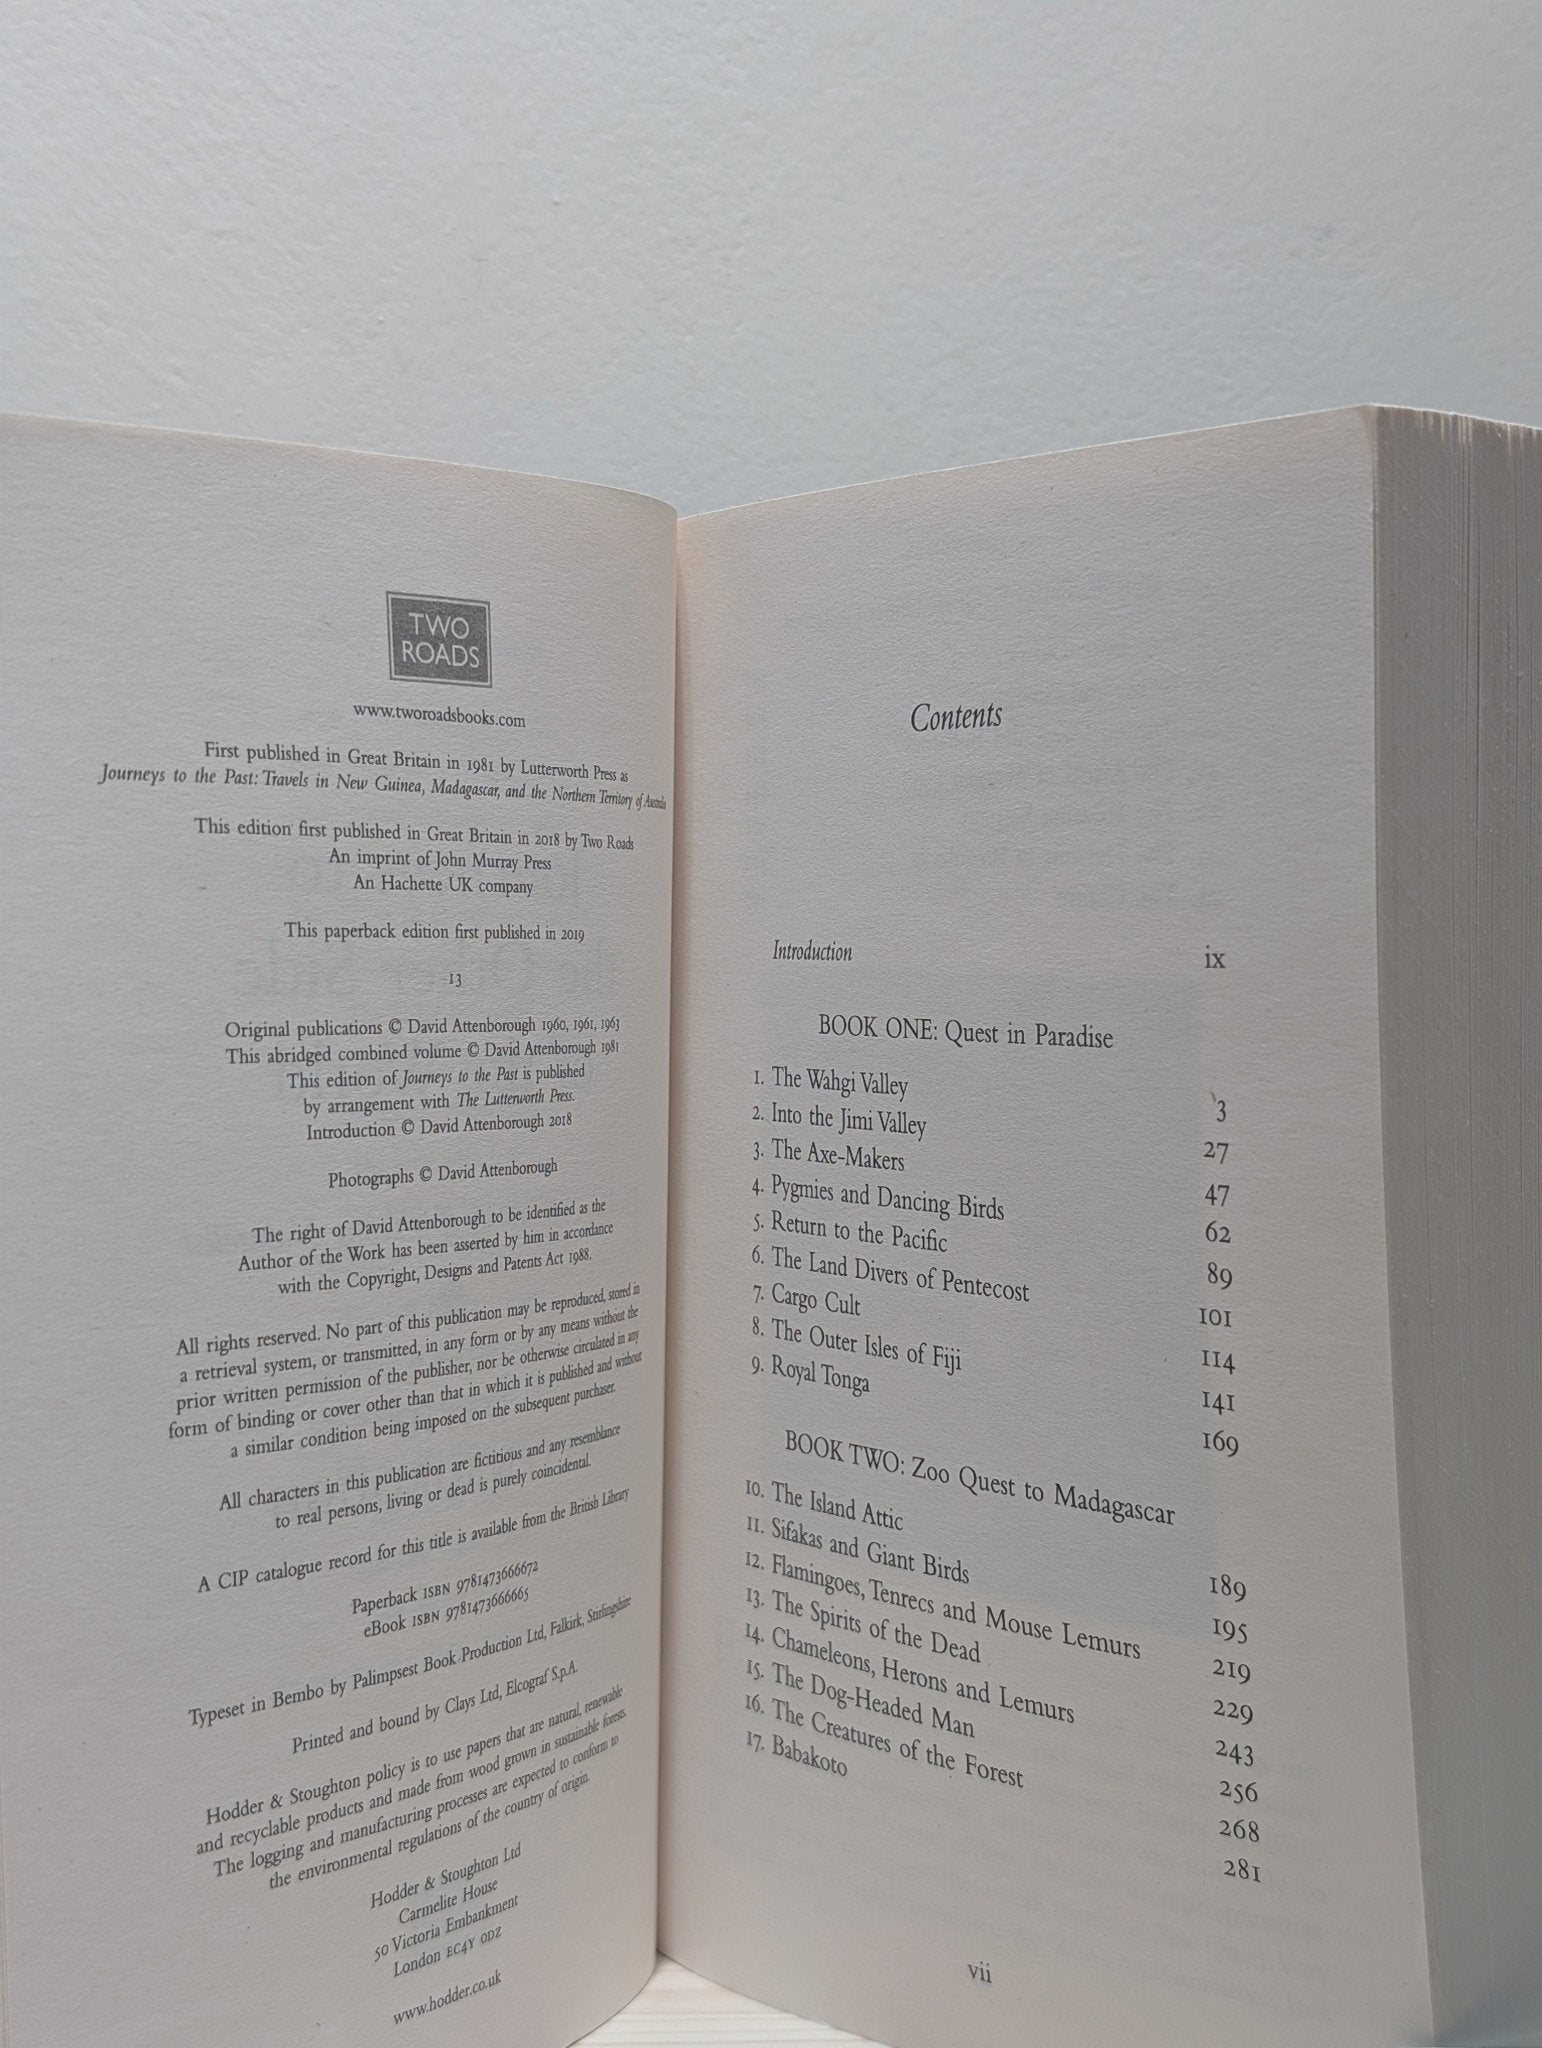 TWO
ROADS
www.tworoadsbooks.com
First published in Great Britain in 1981 by Lutterworth Press as
Journeys to the Past: Travels in New Guinea, Madagascar, and the Northern Territory of Australia
This edition first published in Great Britain in 2018 by Two Roads
An imprint of John Murray Press
An Hachette UK company
This paperback edition first published in 2019
13
Original publications © David Attenborough 1960, 1961, 1963
This abridged combined volume © David Attenborough 1981
This edition of Journeys to the Past is published
by arrangement with The Lutterworth Press.
Introduction © David Attenborough 2018
Photographs © David Attenborough
The right of David Attenborough to be identified as the
Author of the Work has been asserted by him in accordance
with the Copyright, Designs and Patents Act 1988.
All rights reserved. No part of this publication may be reproduced, stored in
a retrieval system, or transmitted, in any form or by any means without the
prior written permission of the publisher, nor be otherwise circulated in any
form of binding or cover other than that in which it is published and without
a similar condition being imposed on the subsequent purchaser.
All characters in this publication are fictitious and any resemblance
to real persons, living or dead is purely coincidental.
A CIP catalogue record for this title is available from the British Library
Paperback ISBN 9781473666672
eBook ISBN 9781473666665
Typeset in Bembo by Palimpsest Book Production Ltd, Falkirk, Stirlingshire
Printed and bound by Clays Ltd, Elcograf S.p.A.
Hodder & Stoughton policy is to use papers that are natural, renewable
and recyclable products and made from wood grown in sustainable forests.
The logging and manufacturing processes are expected to conform to
the environmental regulations of the country of origin.
Hodder & Stoughton Ltd
Carmelite House
50 Victoria Embankment
London EC4Y 0DZ
www.hodder.co.uk
Contents
Introduction ix
BOOK ONE: Quest in Paradise
1. The Wahgi Valley 3
2. Into the Jimi Valley 27
3. The Axe-Makers 47
4. Pygmies and Dancing Birds 62
5. Return to the Pacific 89
6. The Land Divers of Pentecost 101
7. Cargo Cult 114
8. The Outer Isles of Fiji 141
9. Royal Tonga 169
BOOK TWO: Zoo Quest to Madagascar
10. The Island Attic 189
11. Sifakas and Giant Birds 195
12. Flamingoes, Tenrecs and Mouse Lemurs 219
13. The Spirits of the Dead 229
14. Chameleons, Herons and Lemurs 243
15. The Dog-Headed Man 256
16. The Creatures of the Forest 268
17. Babakoto 281
vii